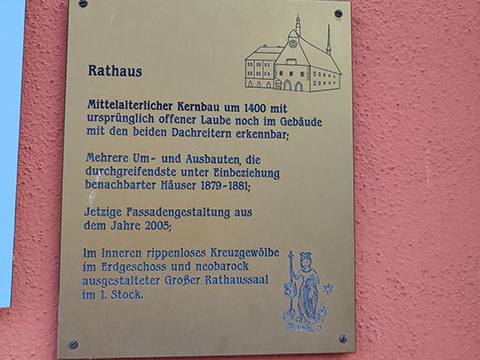 Rathaus
Mittelalterlicher Kernbau um 1400 mit
ursprünglich offener Laube noch im Gebäude
mit den beiden Dachreitern erkennbar;
Mehrere Um- und Ausbauten, die
durchgreifendste unter Einbeziehung
benachbarter Häuser 1879-1881;
Jetzige Fassadengestaltung aus
dem Jahre 2005;
Im Inneren rippenloses Kreuzgewölbe
im Erdgeschoss und neobarock
ausgestalteter Großer Rathaussaal
im 1. Stock.